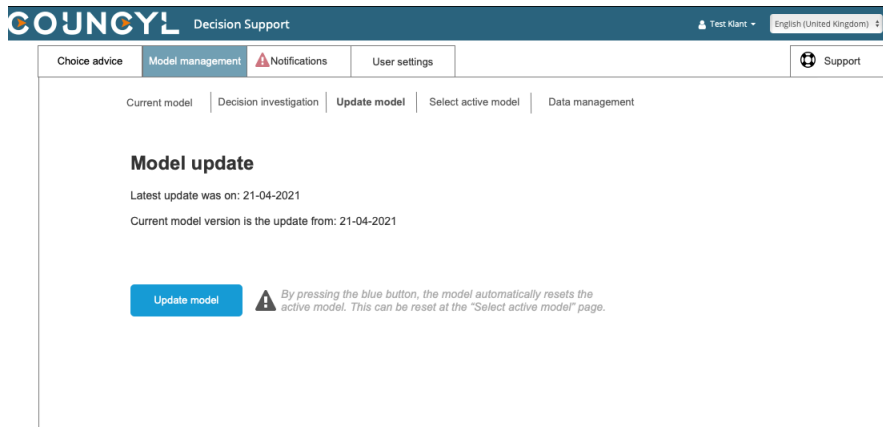 COUNCYL Decision Support Test Klant English (United Kingdom)
Choice advice Model management Notifications User settings Support
Current model Decision investigation Update model Select active model Data management
Model update
Latest update was on: 21-04-2021
Current model version is the update from: 21-04-2021
Update model
By pressing the blue button, the model automatically resets the
active model. This can be reset at the “Select active model” page.